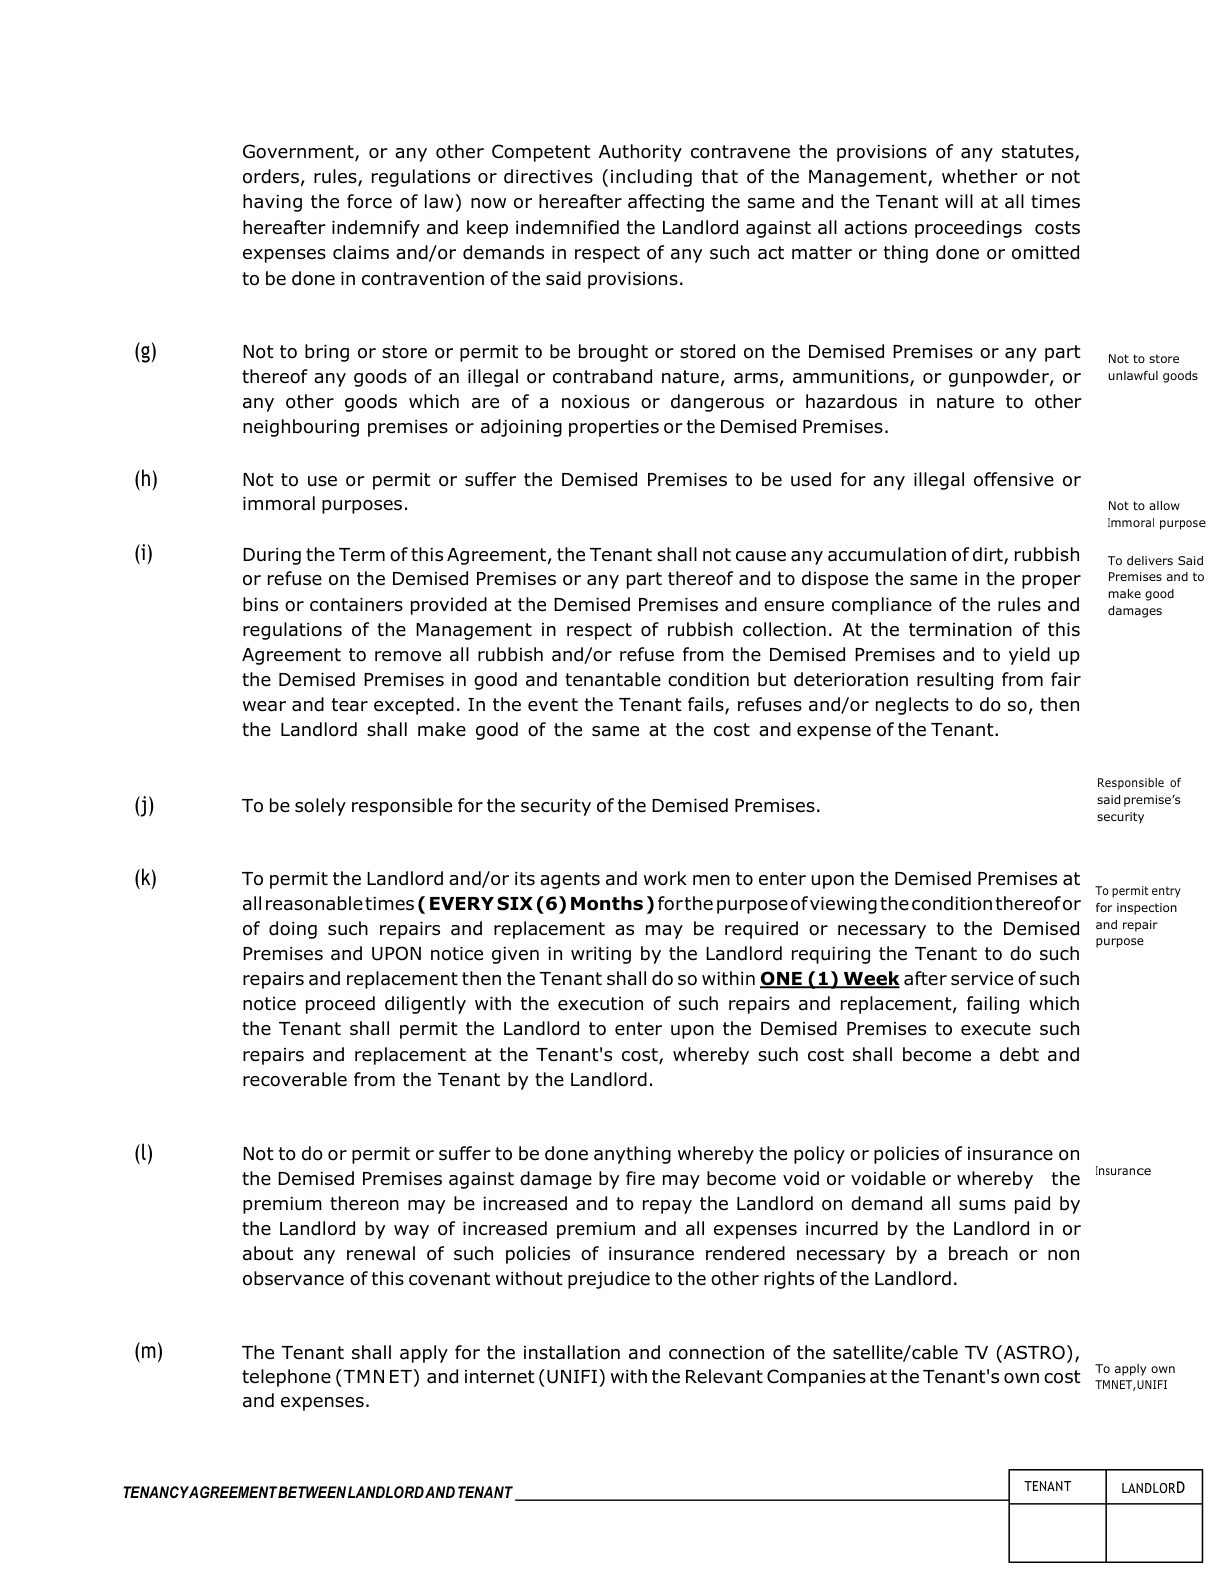 Government, or any other Competent Authority contravene the provisions of any statutes,
orders, rules, regulations or directives (including that of the Management, whether or not
having the force of law) now or hereafter affecting the same and the Tenant will at all times
hereafter indemnify and keep indemnified the Landlord against all actions proceedings costs
expenses claims and/or demands in respect of any such act matter or thing done or omitted
to be done in contravention of the said provisions.
(g)
Not to bring or store or permit to be brought or stored on the Demised Premises or any part
thereof any goods of an illegal or contraband nature, arms, ammunitions, or gunpowder, or
any other goods which are of a noxious or dangerous or hazardous in nature to other
neighbouring premises or adjoining properties or the Demised Premises.
Not to store
unlawful goods
(h)
Not to use or permit or suffer the Demised Premises to be used for any illegal offensive or
immoral purposes.
Not to allow
Immoral purpose
(i)
During the Term of this Agreement, the Tenant shall not cause any accumulation of dirt, rubbish
or refuse on the Demised Premises or any part thereof and to dispose the same in the proper
bins or containers provided at the Demised Premises and ensure compliance of the rules and
regulations of the Management in respect of rubbish collection. At the termination of this
Agreement to remove all rubbish and/or refuse from the Demised Premises and to yield up
the Demised Premises in good and tenantable condition but deterioration resulting from fair
wear and tear excepted. In the event the Tenant fails, refuses and/or neglects to do so, then
the Landlord shall make good of the same at the cost and expense of the Tenant.
To delivers Said
Premises and to
make good
damages
(j)
To be solely responsible for the security of the Demised Premises.
Responsible of
said premise's
security
(k)
To permit the Landlord and/or its agents and work men to enter upon the Demised Premises at
all reasonable times ( EVERY SIX (6) Months ) for the purpose of viewing the condition thereof or
of doing such repairs and replacement as may be required or necessary to the Demised
Premises and UPON notice given in writing by the Landlord requiring the Tenant to do such
repairs and replacement then the Tenant shall do so within ONE (1) Week after service of such
notice proceed diligently with the execution of such repairs and replacement, failing which
the Tenant shall permit the Landlord to enter upon the Demised Premises to execute such
repairs and replacement at the Tenant's cost, whereby such cost shall become a debt and
recoverable from the Tenant by the Landlord.
To permit entry
for inspection
and repair
purpose
(l)
Not to do or permit or suffer to be done anything whereby the policy or policies of insurance on
the Demised Premises against damage by fire may become void or voidable or whereby the
premium thereon may be increased and to repay the Landlord on demand all sums paid by
the Landlord by way of increased premium and all expenses incurred by the Landlord in or
about any renewal of such policies of insurance rendered necessary by a breach or non
observance of this covenant without prejudice to the other rights of the Landlord.
Insurance
(m)
The Tenant shall apply for the installation and connection of the satellite/cable TV (ASTRO),
telephone (TMNET) and internet (UNIFI) with the Relevant Companies at the Tenant's own cost
and expenses.
To apply own
TMNET,UNIFI
TENANCY AGREEMENT BETWEEN LANDLORD AND TENANT
TENANT
LANDLORD